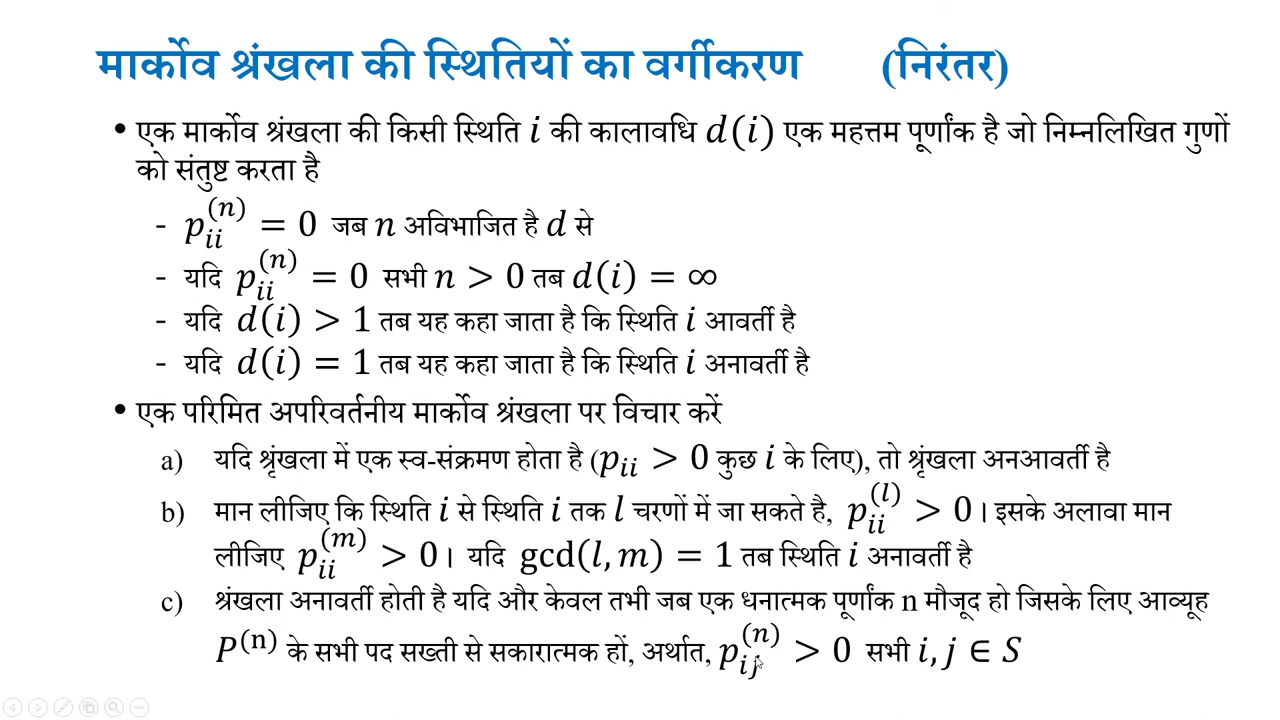 मार्कोव श्रंखला की स्थितियों का वर्गीकरण (निरंतर)
• एक मार्कोव श्रंखला की किसी स्थिति i की कालावधि d(i) एक महत्तम पूर्णांक है जो निम्नलिखित गुणों
को संतुष्ट करता है
- p_{ii}^{(n)} = 0 जब n अविभाजित है d से
- यदि p_{ii}^{(n)} = 0 सभी n > 0 तब d(i) = ∞
- यदि d(i) > 1 तब यह कहा जाता है कि स्थिति i आवर्ती है
- यदि d(i) = 1 तब यह कहा जाता है कि स्थिति i अनावर्ती है
• एक परिमित अपरिवर्तनीय मार्कोव श्रंखला पर विचार करें
a) यदि श्रृंखला में एक स्व-संक्रमण होता है (p_{ii} > 0 कुछ i के लिए), तो श्रृंखला अनआवर्ती है
b) मान लीजिए कि स्थिति i से स्थिति i तक l चरणों में जा सकते है, p_{ii}^{(l)} > 0। इसके अलावा मान
लीजिए p_{ii}^{(m)} > 0। यदि gcd(l, m) = 1 तब स्थिति i अनावर्ती है
c) श्रंखला अनावर्ती होती है यदि और केवल तभी जब एक धनात्मक पूर्णांक n मौजूद हो जिसके लिए आव्यूह
P^{(n)} के सभी पद सख्ती से सकारात्मक हों, अर्थात, p_{ij}^{(n)} > 0 सभी i, j ∈ S